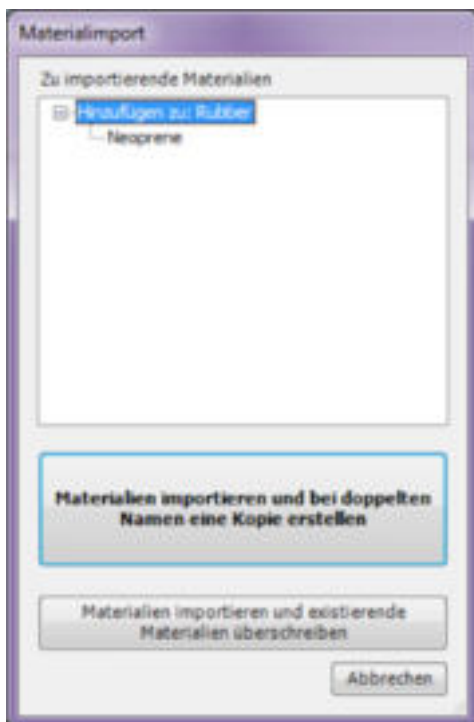 Materialimport
Zu importierende Materialien
Hinzufügen zu: Rubber
Neoprene
Materialien importieren und bei doppelten
Namen eine Kopie erstellen
Materialien importieren und existierende
Materialien überschreiben
Abbrechen